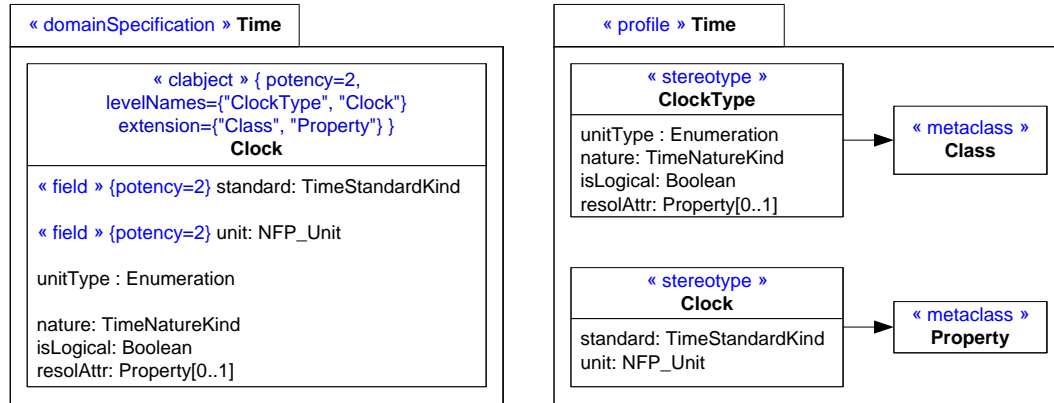 « domainSpecification » Time
« clabject » { potency=2,
levelNames={"ClockType", "Clock"}
extension={"Class", "Property"} }
Clock
« field » {potency=2} standard: TimeStandardKind
« field » {potency=2} unit: NFP_Unit
unitType : Enumeration
nature: TimeNatureKind
isLogical: Boolean
resolAttr: Property[0..1]
« profile » Time
« stereotype »
ClockType
unitType : Enumeration
nature: TimeNatureKind
isLogical: Boolean
resolAttr: Property[0..1]
« metaclass »
Class
« stereotype »
Clock
standard: TimeStandardKind
unit: NFP_Unit
« metaclass »
Property